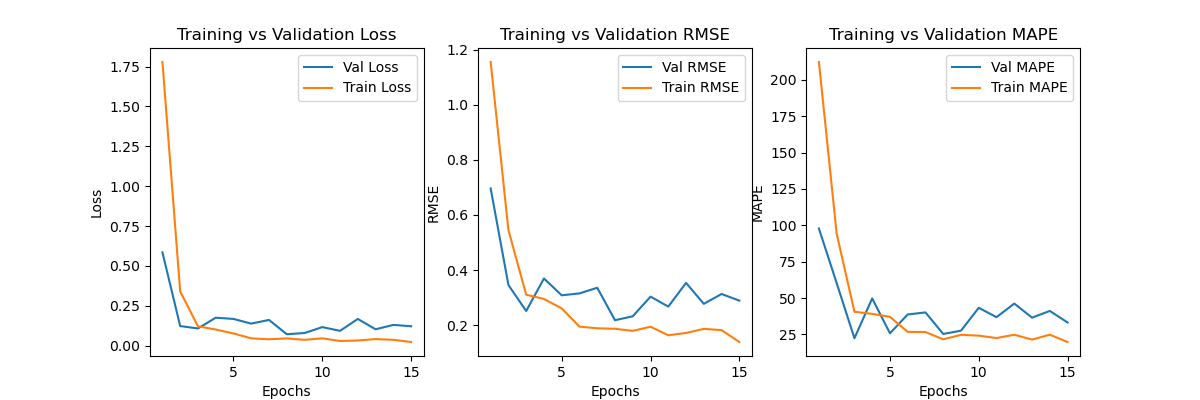 Training vs Validation Loss
Loss
1.75
1.50
1.25
1.00
0.75
0.50
0.25
0.00
5
10
15
Epochs
Val Loss
Train Loss
Training vs Validation RMSE
RMSE
1.2
1.0
0.8
0.6
0.4
0.2
5
10
15
Epochs
Val RMSE
Train RMSE
Training vs Validation MAPE
MAPE
200
175
150
125
100
75
50
25
5
10
15
Epochs
Val MAPE
Train MAPE